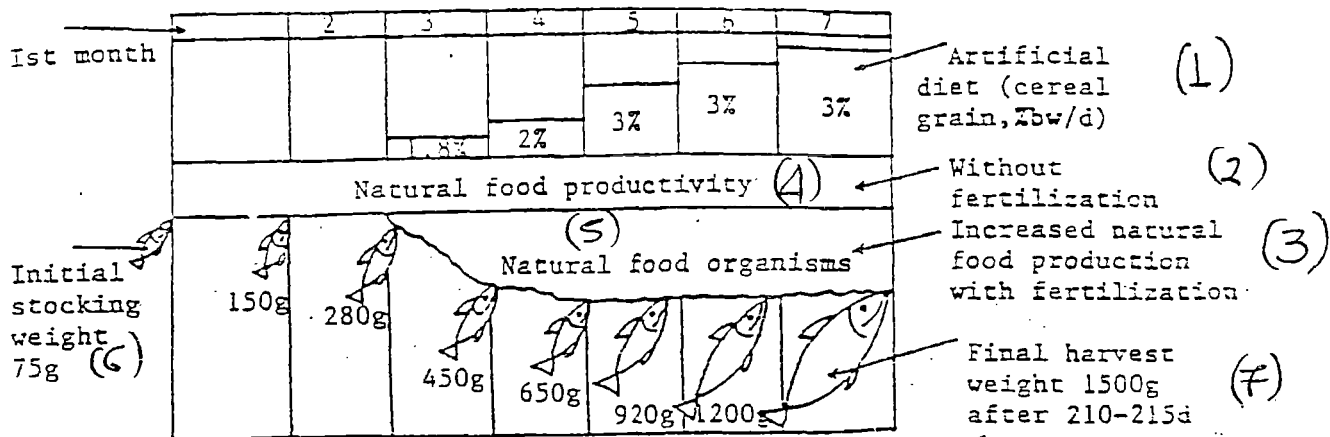 2 3 4 5 6 7
Ist month
Artificial
diet (cereal
grain,%bw/d)
(1)
.8% 2% 3% 3% 3%
Natural food productivity (4)
Without
fertilization
(2)
(5)
Natural food organisms
Increased natural
food production
with fertilization
(3)
Initial
stocking
weight
75g (6)
150g
280g
450g
650g
920g
1200g
Final harvest
weight 1500g
after 210-215d
(7)